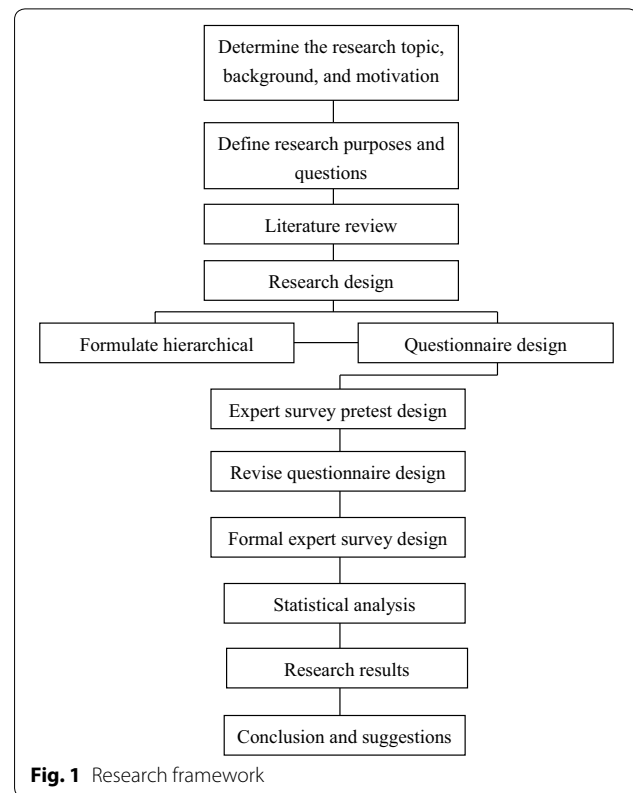 Determine the research topic,
background, and motivation
Define research purposes and
questions
Literature review
Research design
Formulate hierarchical
Questionnaire design
Expert survey pretest design
Revise questionnaire design
Formal expert survey design
Statistical analysis
Research results
Conclusion and suggestions
Fig. 1 Research framework